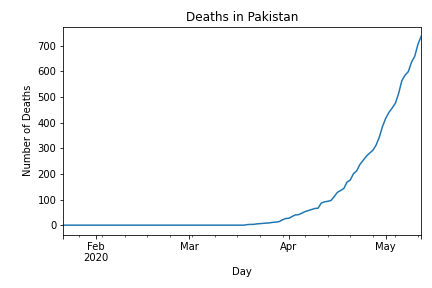 Deaths in Pakistan
Number of Deaths
700
600
500
400
300
200
100
0
Feb
2020
Mar
Apr
May
Day